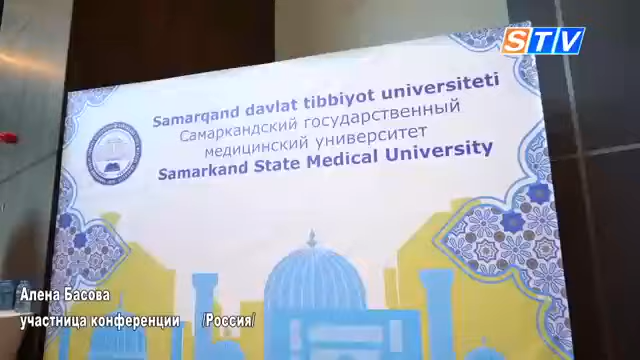 STV
Samarqand davlat tibbiyot universiteti
Самаркандский государственный
медицинский университет
Samarkand State Medical University
Алена Басова
участница конференции /Россия/